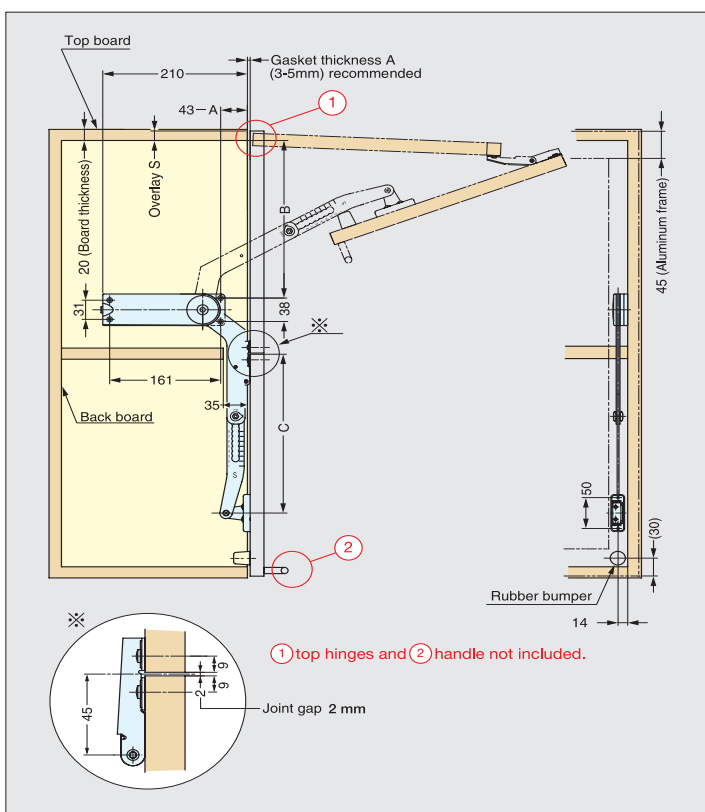 Top board
210
Gasket thickness A
(3-5mm) recommended
43-A
1
20 (Board thickness)
Overlay S
B
45 (Aluminum frame)
31
38
※
161
35
C
Back board
S
50
(30)
2
Rubber bumper
14
※
1 top hinges and 2 handle not included.
9
2
9
45
Joint gap 2 mm